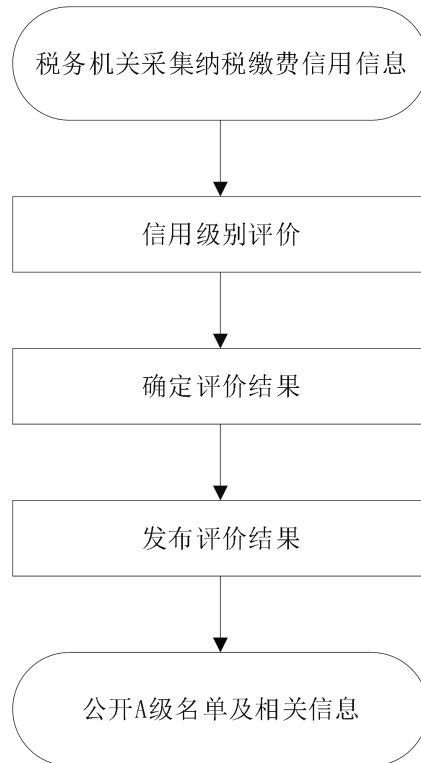 税务机关采集纳税缴费信用信息
信用级别评价
确定评价结果
发布评价结果
公开A级名单及相关信息